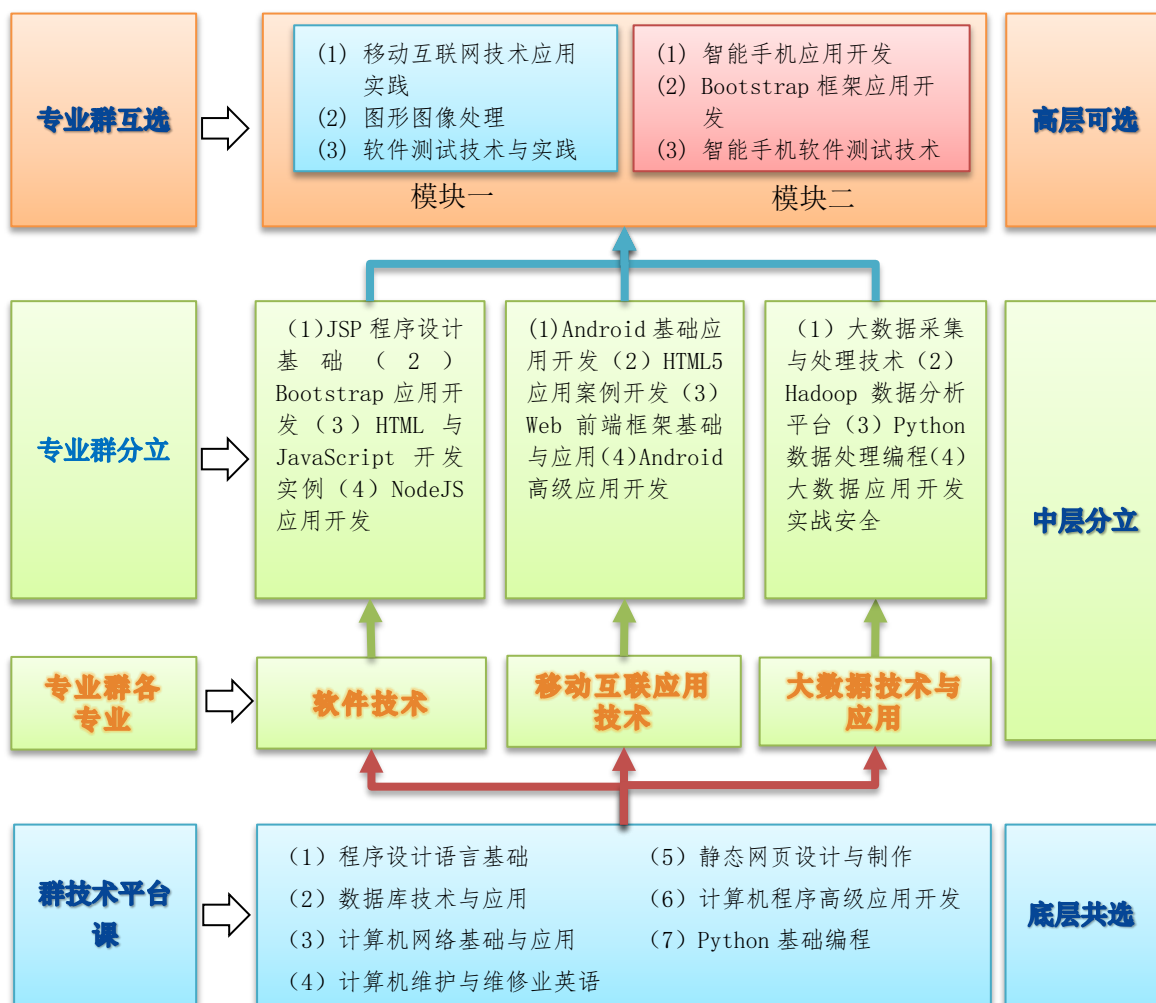 专业群互选
(1) 移动互联网技术应用
实践
(2) 图形图像处理
(3) 软件测试技术与实践
模块一
(1) 智能手机应用开发
(2) Bootstrap 框架应用开
发
(3) 智能手机软件测试技术
模块二
高层可选
专业群分立
（1)JSP 程序设计
基础（2）
Bootstrap 应用开
发（3）HTML 与
JavaScript 开发
实例（4）NodeJS
应用开发
(1)Android 基础应
用开发（2）HTML5
应用案例开发（3）
Web 前端框架基础
与应用(4)Android
高级应用开发
（1）大数据采集
与处理技术（2）
Hadoop 数据分析
平台（3）Python
数据处理编程(4)
大数据应用开发
实战安全
中层分立
专业群各
专业
软件技术
移动互联应用
技术
大数据技术与
应用
群技术平台
课
（1）程序设计语言基础
（2）数据库技术与应用
（3）计算机网络基础与应用
（4）计算机维护与维修业英语
（5）静态网页设计与制作
（6）计算机程序高级应用开发
（7）Python 基础编程
底层共选